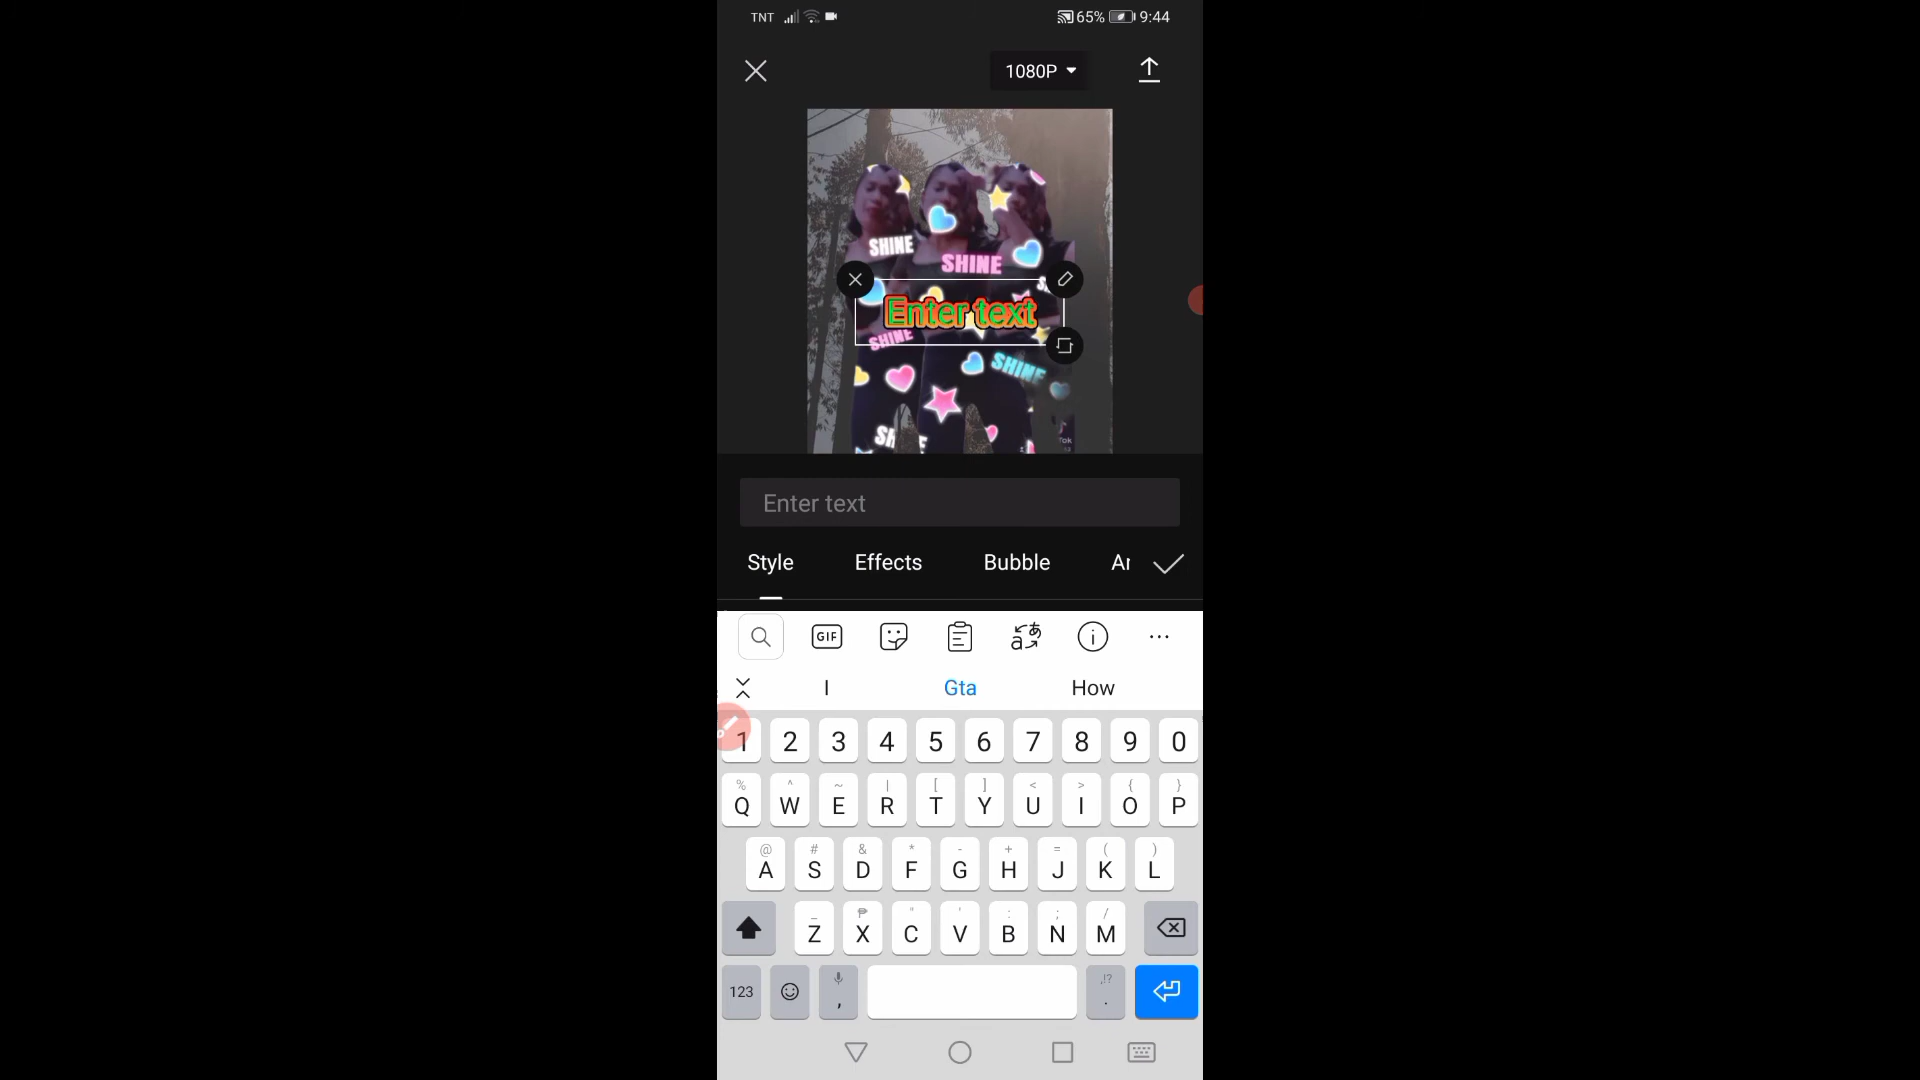 TNT 65% 9:44
1080P
SHINE
SHINE
Enter text
SHINE
SHINE
Tok
Enter text
Style Effects Bubble
GIF
I Gta How
1 2 3 4 5 6 7 8 9 0
% ^ ~ | [ ] < > { }
Q W E R T Y U I O P
@ # & * - + = ( )
A S D F G H J K L
_ ₱ " ' : ; /
Z X C V B N M
,!?
123 , .